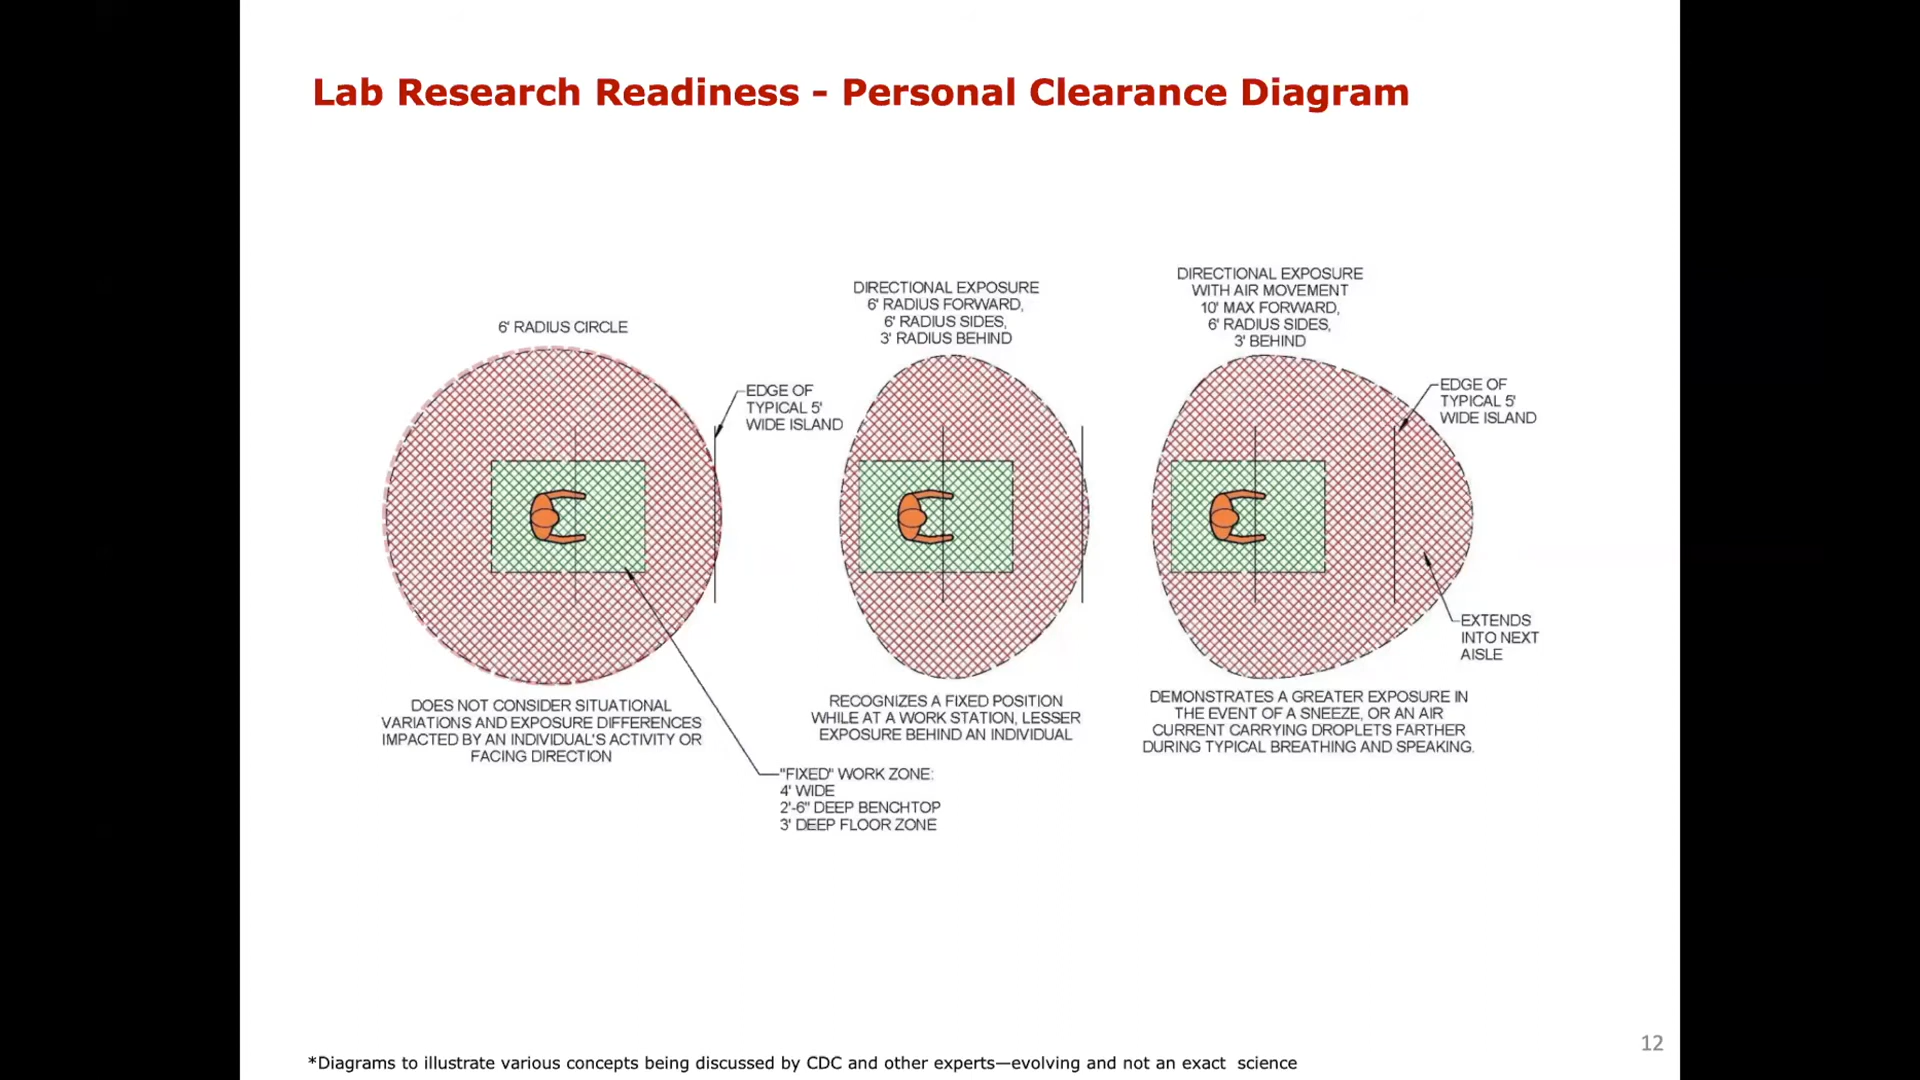 Lab Research Readiness - Personal Clearance Diagram
6' RADIUS CIRCLE
EDGE OF
TYPICAL 5'
WIDE ISLAND
DOES NOT CONSIDER SITUATIONAL
VARIATIONS AND EXPOSURE DIFFERENCES
IMPACTED BY AN INDIVIDUAL'S ACTIVITY OR
FACING DIRECTION
"FIXED" WORK ZONE:
4' WIDE
2'-6" DEEP BENCHTOP
3' DEEP FLOOR ZONE
DIRECTIONAL EXPOSURE
6' RADIUS FORWARD,
6' RADIUS SIDES,
3' RADIUS BEHIND
RECOGNIZES A FIXED POSITION
WHILE AT A WORK STATION, LESSER
EXPOSURE BEHIND AN INDIVIDUAL
DIRECTIONAL EXPOSURE
WITH AIR MOVEMENT
10' MAX FORWARD,
6' RADIUS SIDES,
3' BEHIND
EDGE OF
TYPICAL 5'
WIDE ISLAND
EXTENDS
INTO NEXT
AISLE
DEMONSTRATES A GREATER EXPOSURE IN
THE EVENT OF A SNEEZE, OR AN AIR
CURRENT CARRYING DROPLETS FARTHER
DURING TYPICAL BREATHING AND SPEAKING.
12
*Diagrams to illustrate various concepts being discussed by CDC and other experts—evolving and not an exact science